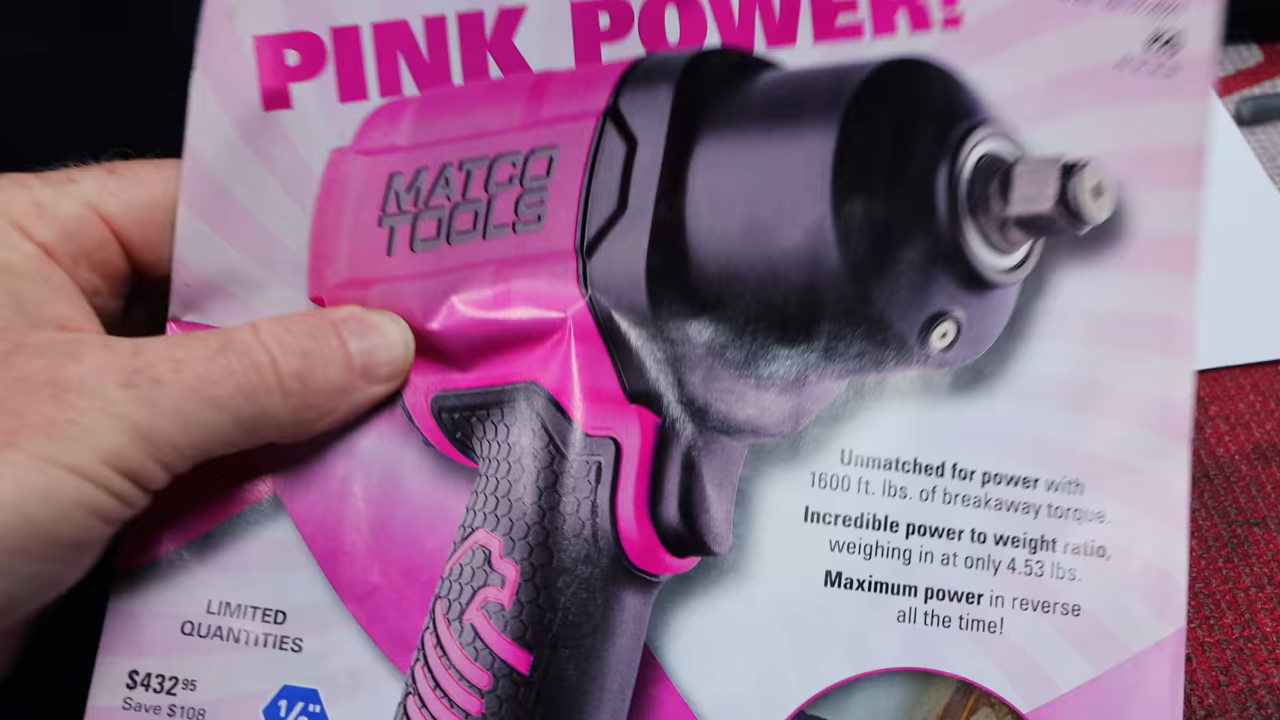 PINK POWER!
MATCO
TOOLS
Unmatched for power with
1600 ft. lbs. of breakaway torque.
Incredible power to weight ratio,
weighing in at only 4.53 lbs.
Maximum power in reverse
all the time!
LIMITED
QUANTITIES
$432.95
Save $108
1/2"